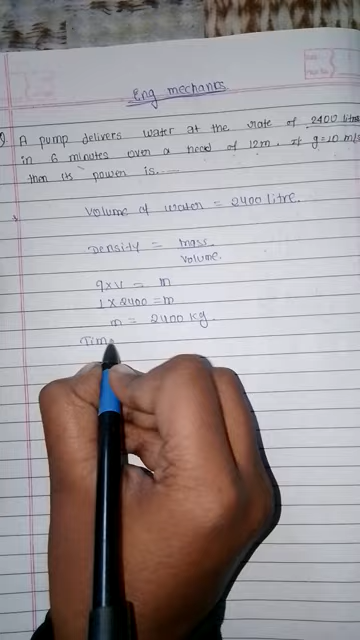 Eng mechanics
A pump delivers water at the rate of 2400 litre
in 6 minutes over a head of 12m. If g=10 m/s
then its power is.....
Volume of water = 2400 litre.
Density = mass
volume.
ρ×V = m
1 × 2400 = m
m = 2400 kg.
Tim